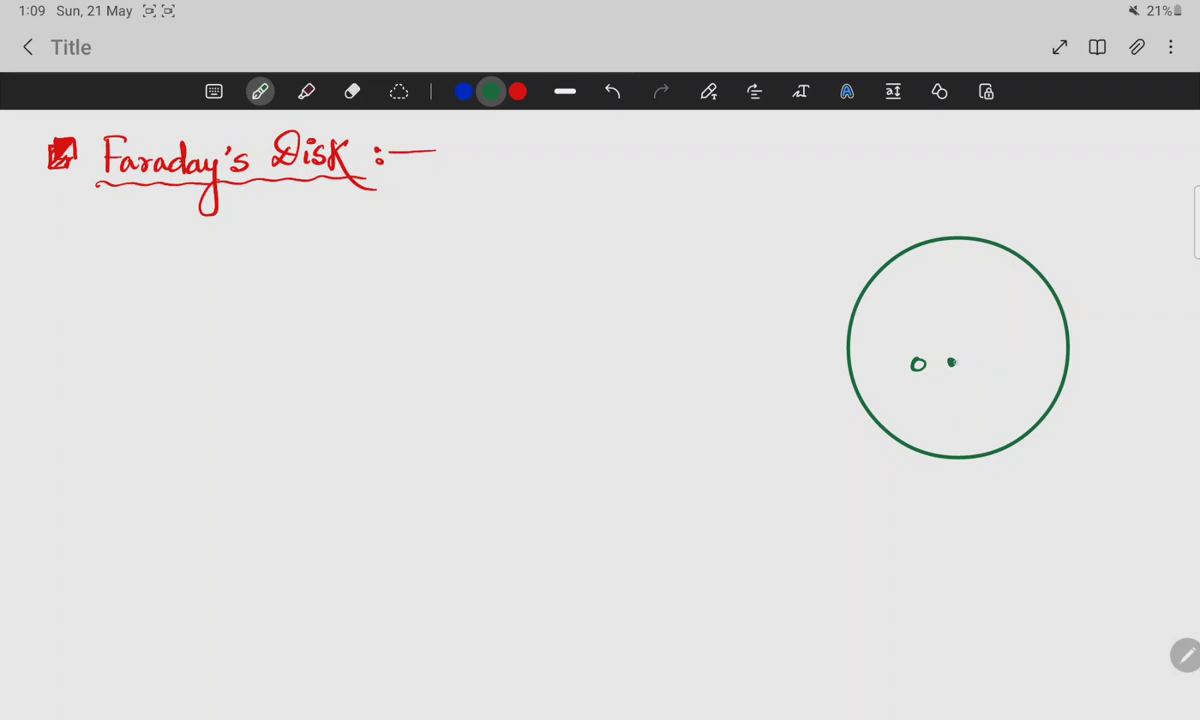 1:09 Sun, 21 May 21%
Title
Faraday's Disk :—
O